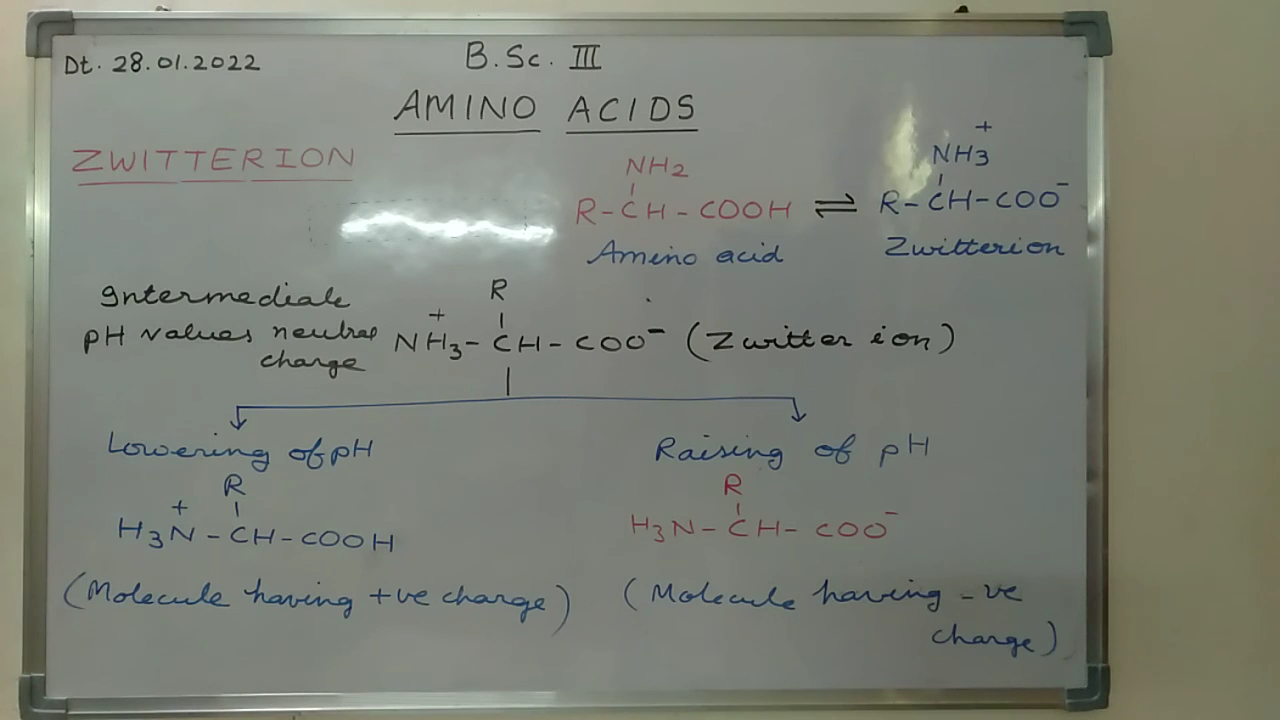 Dt. 28.01.2022
B.Sc. III
AMINO ACIDS
ZWITTERION
NH2
R-CH-COOH ⇌
Amino acid
+
NH3
R-CH-COO⁻
Zwitterion
Intermediate
pH values neutral
charge
R
+
NH3-CH-COO⁻ (Zwitter ion)
Lowering of pH
R
+
H3N-CH-COOH
(Molecule having +ve charge)
Raising of pH
R
H3N-CH-COO⁻
(Molecule having -ve
charge)